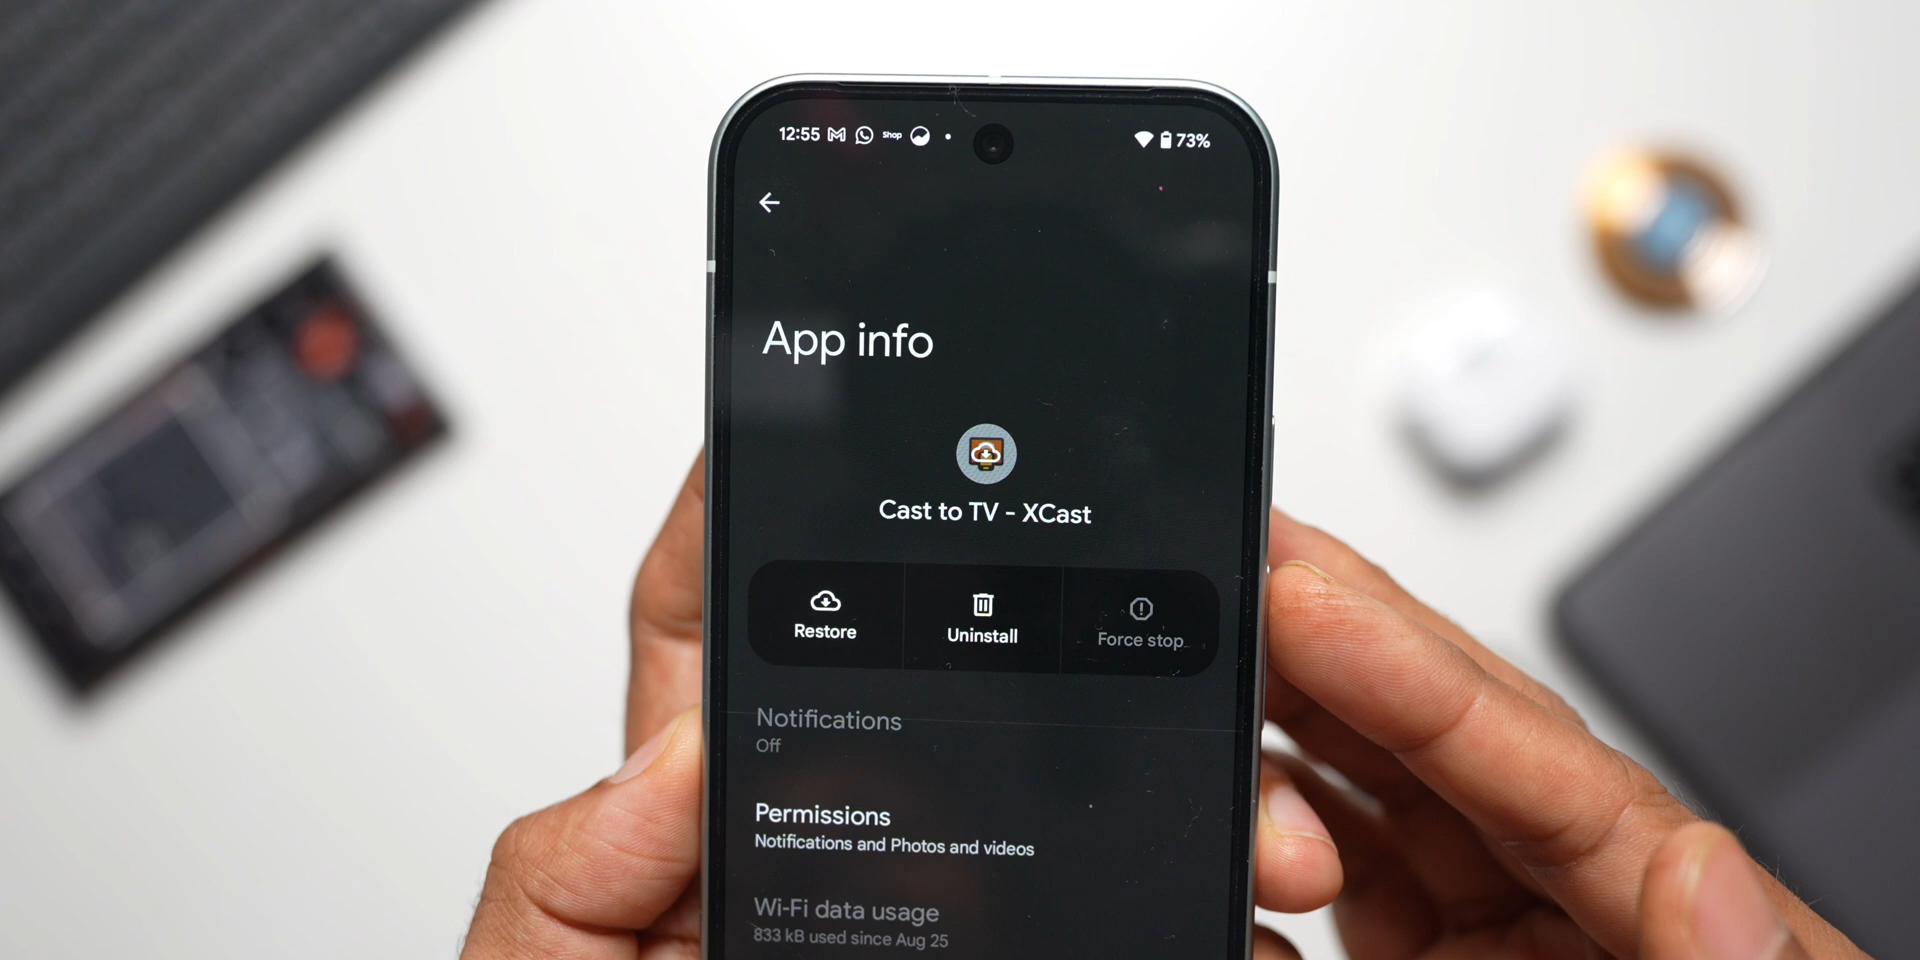 12:55 Shop 73%
App info
Cast to TV - XCast
Restore Uninstall Force stop
Notifications
Off
Permissions
Notifications and Photos and videos
Wi-Fi data usage
833 kB used since Aug 25